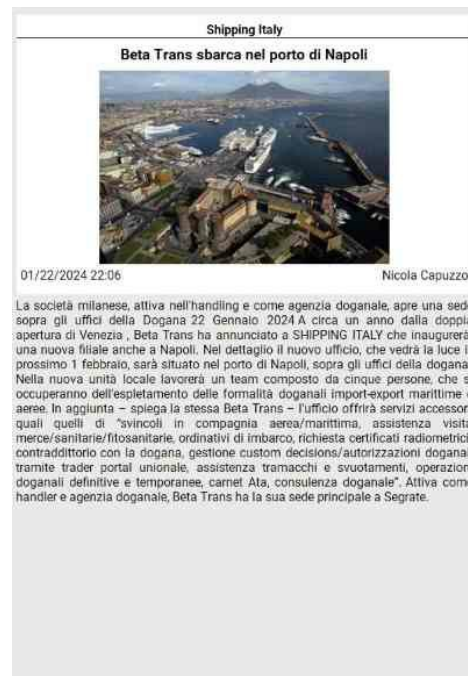 Shipping Italy
Beta Trans sbarca nel porto di Napoli
01/22/2024 22:06
Nicola Capuzzo
La società milanese, attiva nell'handling e come agenzia doganale, apre una sede
sopra gli uffici della Dogana 22 Gennaio 2024 A circa un anno dalla doppia
apertura di Venezia , Beta Trans ha annunciato a SHIPPING ITALY che inaugurerà
una nuova filiale anche a Napoli. Nel dettaglio il nuovo ufficio, che vedrà la luce i
prossimo 1 febbraio, sarà situato nel porto di Napoli, sopra gli uffici della dogana
Nella nuova unità locale lavorerà un team composto da cinque persone, che s
occuperanno dell'espletamento delle formalità doganali import-export marittime
aeree. In aggiunta – spiega la stessa Beta Trans – l'ufficio offrirà servizi accessor
quali quelli di "svincoli in compagnia aerea/marittima, assistenza visita
merce/sanitarie/fitosanitarie, ordinativi di imbarco, richiesta certificati radiometrici
contraddittorio con la dogana, gestione custom decisions/autorizzazioni doganal
tramite trader portal unionale, assistenza tramacchi e svuotamenti, operazion
doganali definitive e temporanee, carnet Ata, consulenza doganale". Attiva come
handler e agenzia doganale, Beta Trans ha la sua sede principale a Segrate.